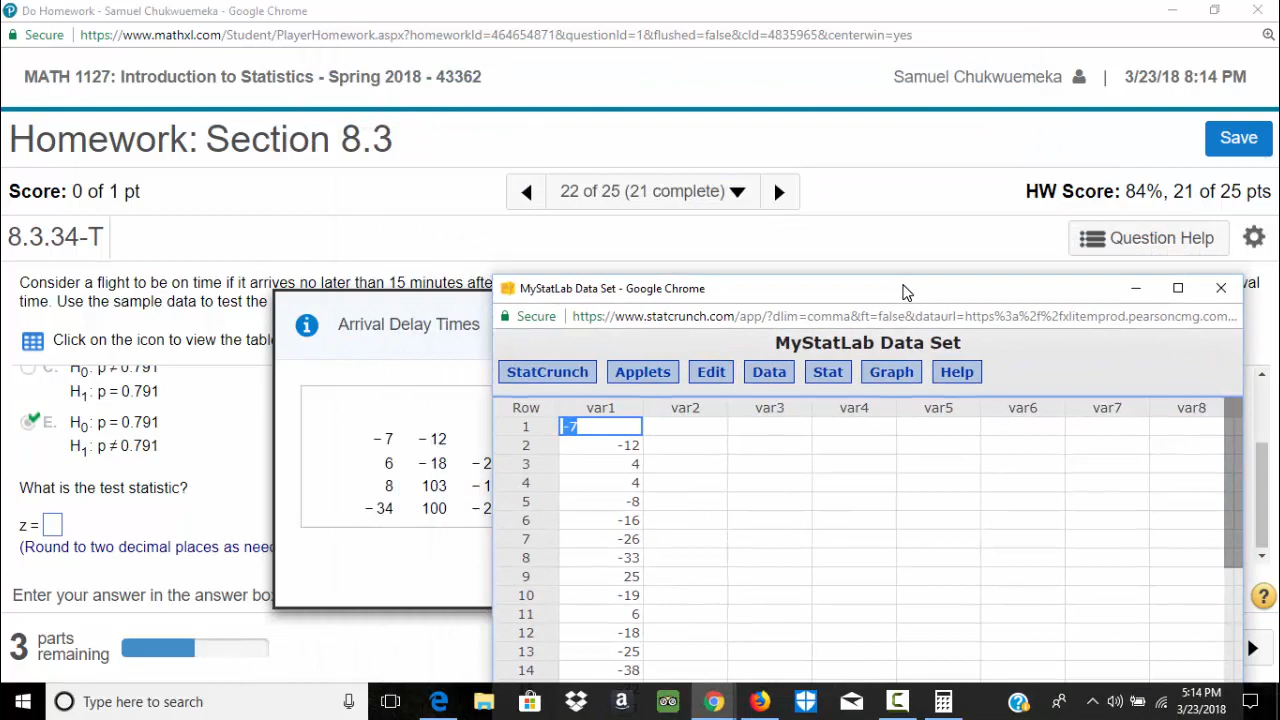 Do Homework - Samuel Chukwuemeka - Google Chrome
Secure https://www.mathxl.com/Student/PlayerHomework.aspx?homeworkId=464654871&questionId=1&flushed=false&cId=4835965&centerwin=yes
MATH 1127: Introduction to Statistics - Spring 2018 - 43362 Samuel Chukwuemeka | 3/23/18 8:14 PM
Homework: Section 8.3 Save
Score: 0 of 1 pt 22 of 25 (21 complete) HW Score: 84%, 21 of 25 pts
8.3.34-T Question Help
Consider a flight to be on time if it arrives no later than 15 minutes afte val
time. Use the sample data to test the
Click on the icon to view the table
C. H0: p ≠ 0.791
H1: p = 0.791
E. H0: p = 0.791
H1: p ≠ 0.791
What is the test statistic?
z =
(Round to two decimal places as nee
Enter your answer in the answer bo
3 parts remaining
Arrival Delay Times
-7 -12
6 -18 -2
8 103 -1
-34 100 -2
MyStatLab Data Set - Google Chrome
Secure https://www.statcrunch.com/app/?dlim=comma&ft=false&dataurl=https%3a%2f%2fxlitemprod.pearsoncmg.com...
MyStatLab Data Set
StatCrunch Applets Edit Data Stat Graph Help
Row var1 var2 var3 var4 var5 var6 var7 var8
1 -7
2 -12
3 4
4 4
5 -8
6 -16
7 -26
8 -33
9 25
10 -19
11 6
12 -18
13 -25
14 -38
?
Type here to search
5:14 PM
3/23/2018